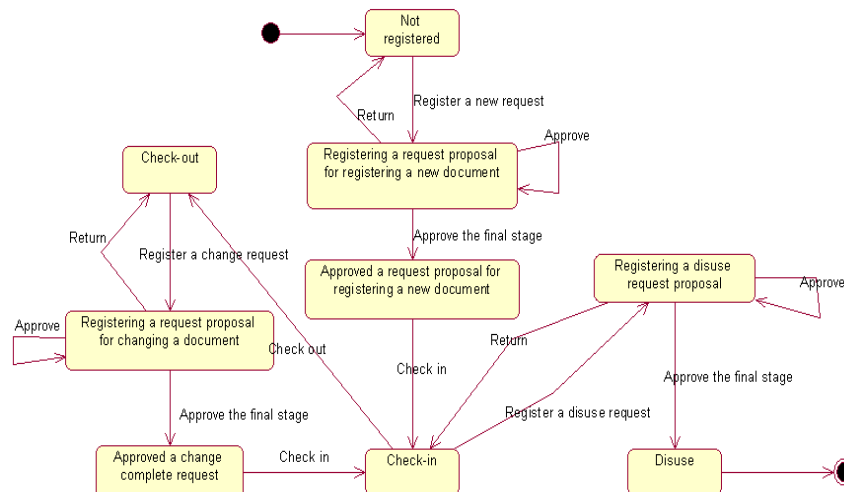 Not
registered
Register a new request
Return
Approve
Registering a request proposal
for registering a new document
Check-out
Approve the final stage
Return
Register a change request
Approved a request proposal for
registering a new document
Registering a disuse
request proposal
Approve
Registering a request proposal
for changing a document
Approve
Check out
Return
Check in
Approve the final stage
Approve the final stage
Register a disuse request
Approved a change
complete request
Check in
Check-in
Disuse